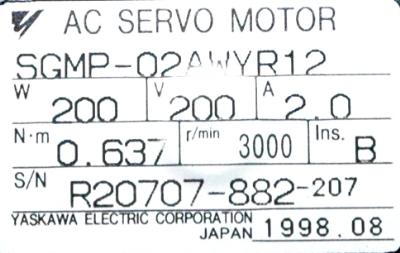 AC SERVO MOTOR
SGMP-02AWYR12
W 200 V 200 A 2.0
N·m 0.637 r/min 3000 Ins. B
S/N R20707-882-207
YASKAWA ELECTRIC CORPORATION
JAPAN 1998.08